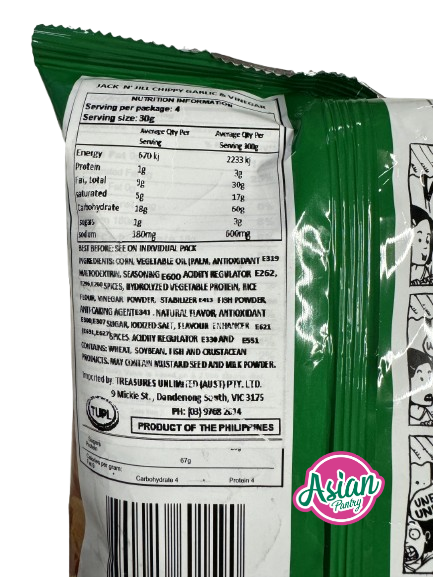 JACK 'N' JILL CHIPPY GARLIC & VINEGAR
NUTRITION INFORMATION
Serving per package: 4
Serving size: 30g
Average Qty Per Serving Average Qty Per Serving 100g
Energy 670 kj 2233 kj
Protein 1g 3g
Fat, total 9g 30g
saturated 5g 17g
Carbohydrate 18g 60g
sugas 1g 3g
sodium 180mg 600mg
BEST BEFORE: SEE ON INDIVIDUAL PACK
INGREDIENTS: CORN, VEGETABLE OIL (PALM, ANTIOXIDANT E319
MALTODEXTRIN, SEASONING E600 ACIDITY REGULATOR E262,
SPICES, HYDROLYZED VEGETABLE PROTEIN, RICE
FLOUR, VINEGAR POWDER, STABILIZER E413 FISH POWDER,
ANTI CAKING AGENT E341, NATURAL FLAVOR, ANTIOXIDANT
E307 SUGAR, IODIZED SALT, FLAVOUR ENHANCER E621
SPICES ACIDITY REGULATOR E330 AND E551
CONTAINS: WHEAT, SOYBEAN, FISH AND CRUSTACEAN
PRODUCTS. MAY CONTAIN MUSTARD SEED AND MILK POWDER.
Imported by: TREASURES UNLIMITED (AUST) PTY. LTD.
9 Mickle St., Dandenong South, VIC 3175
PH: (03) 9768
TUPL
PRODUCT OF THE PHILIPPINES
67g
Calories per gram:
Carbohydrate 4 Protein 4
Asian
Pantry